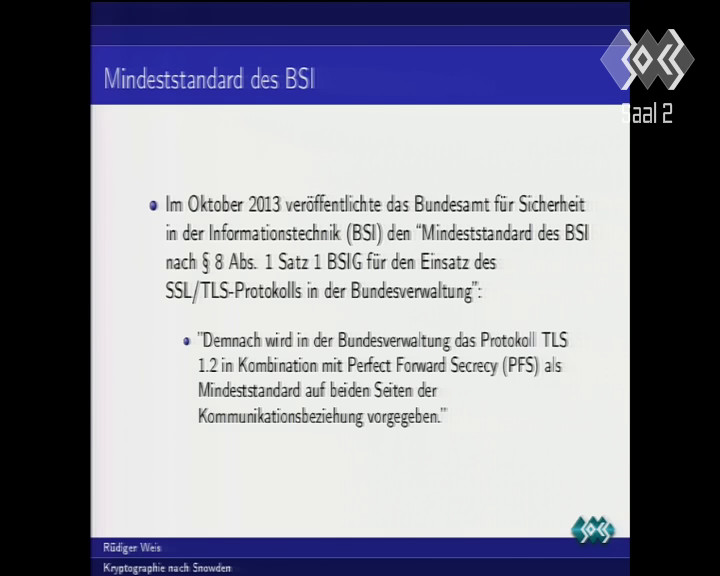 Mindeststandard des BSI
Saal 2
Im Oktober 2013 veröffentlichte das Bundesamt für Sicherheit
in der Informationstechnik (BSI) den “Mindeststandard des BSI
nach § 8 Abs. 1 Satz 1 BSIG für den Einsatz des
SSL/TLS-Protokolls in der Bundesverwaltung”:
”Demnach wird in der Bundesverwaltung das Protokoll TLS
1.2 in Kombination mit Perfect Forward Secrecy (PFS) als
Mindeststandard auf beiden Seiten der
Kommunikationsbeziehung vorgegeben.”
Rüdiger Weis
Kryptographie nach Snowden